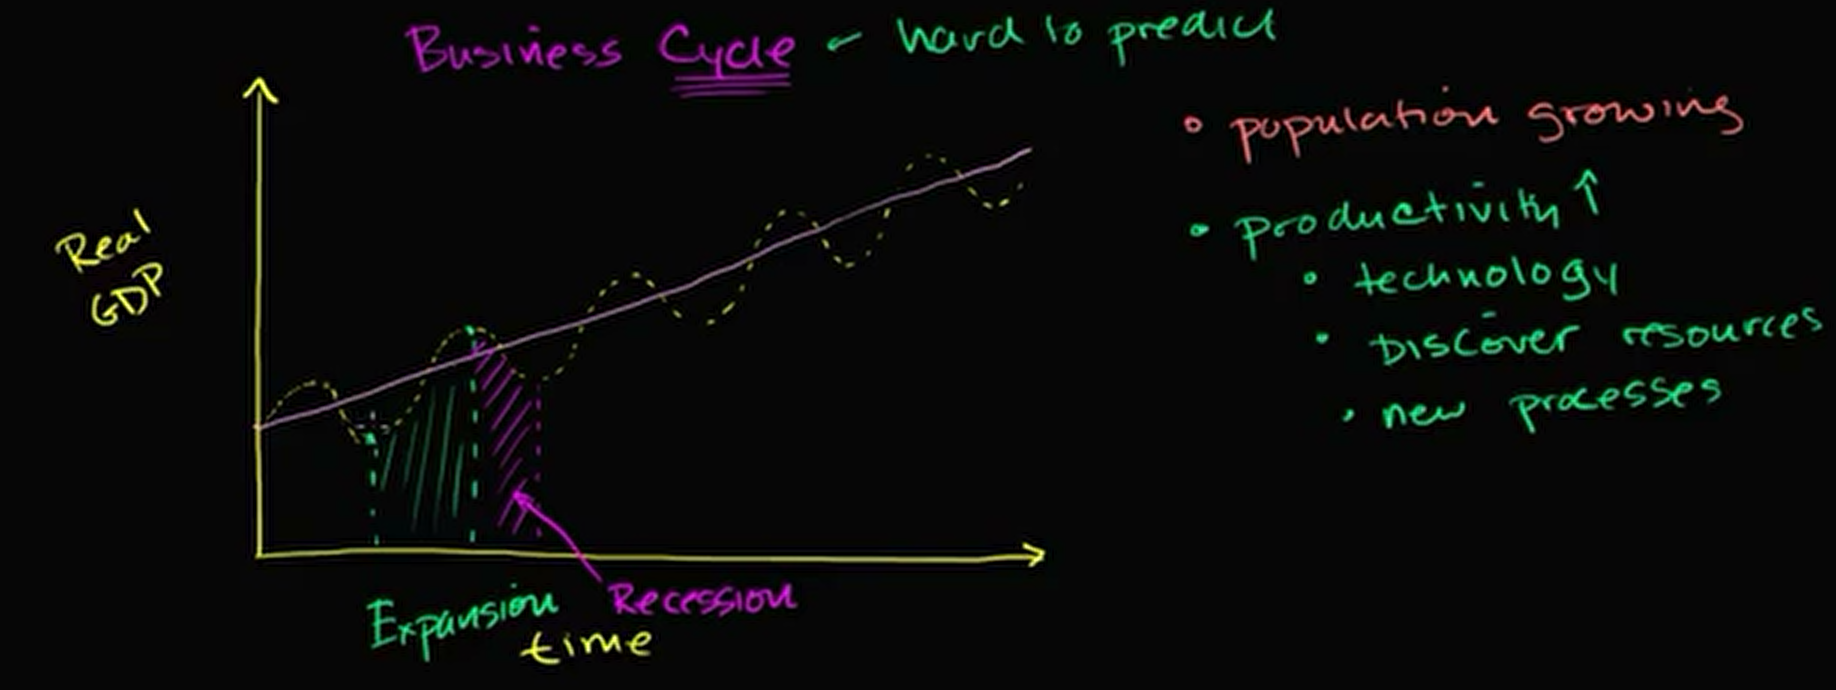 Business Cycle - hard to predict
Real
GDP
Expansion
Recession
time
• population growing
• productivity ↑
• technology
• Discover resources
• new processes